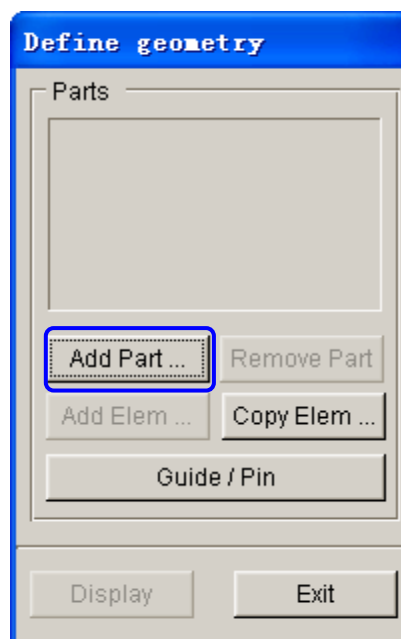 Define geometry
Parts
Add Part ...
Remove Part
Add Elem ...
Copy Elem ...
Guide / Pin
Display
Exit